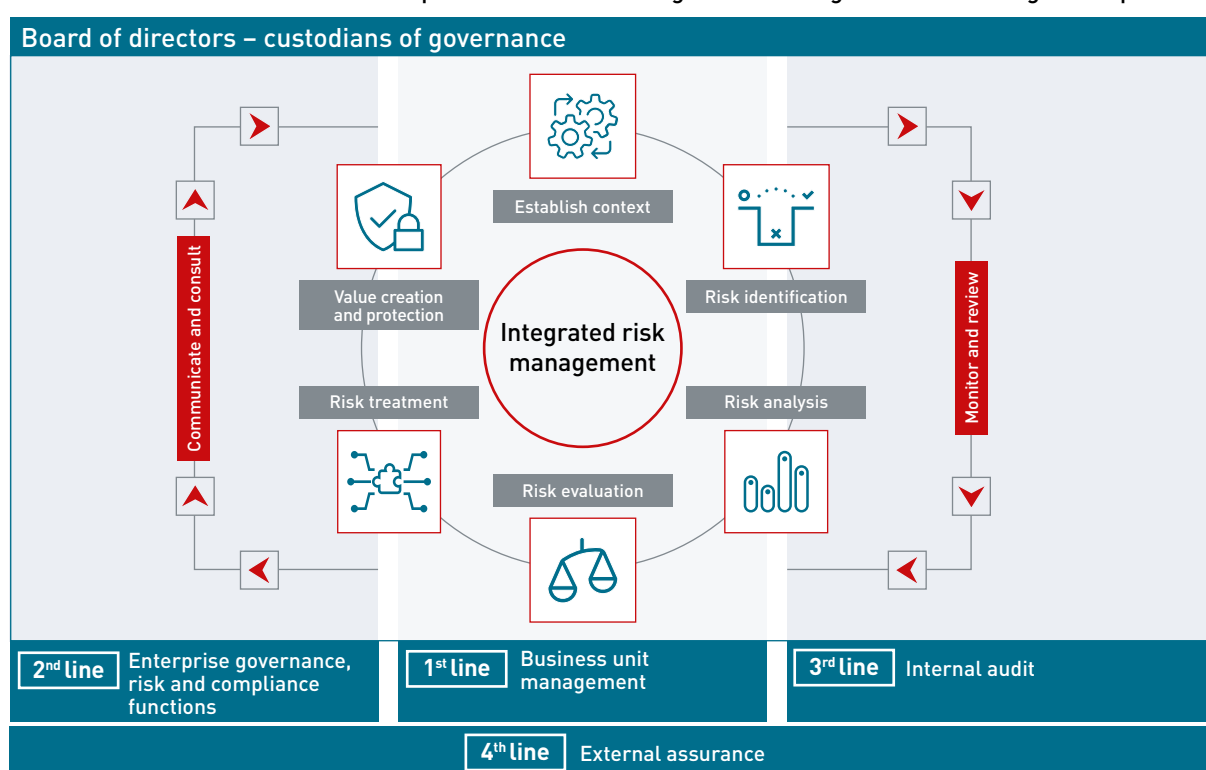 Board of directors – custodians of governance
Establish context
Value creation
and protection
Risk identification
Integrated risk
management
Communicate and consult
Monitor and review
Risk treatment
Risk analysis
Risk evaluation
2nd line
Enterprise governance,
risk and compliance
functions
1st line
Business unit
management
3rd line
Internal audit
4th line
External assurance